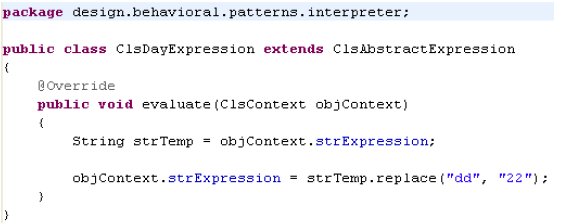 package design.behavioral.patterns.interpreter;
public class ClsDayExpression extends ClsAbstractExpression
{
@Override
public void evaluate(ClsContext objContext)
{
String strTemp = objContext.strExpression;
objContext.strExpression = strTemp.replace("dd", "22");
}
}